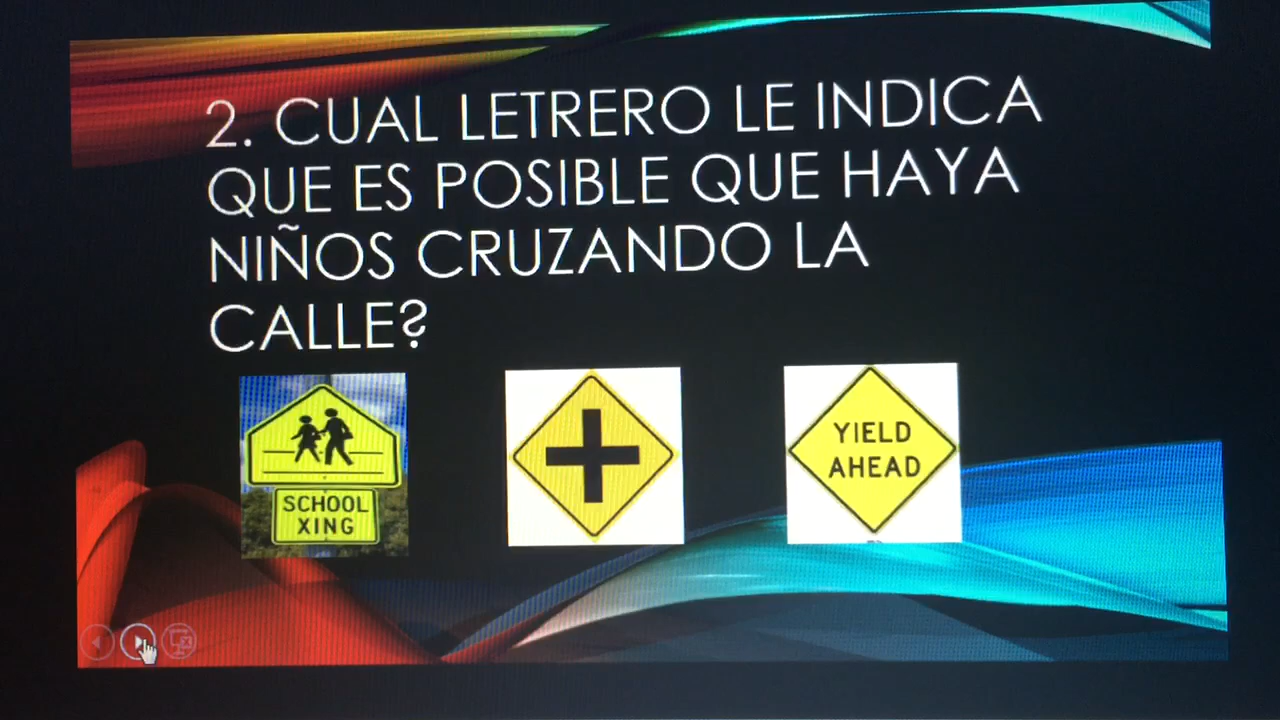 2. CUAL LETRERO LE INDICA
QUE ES POSIBLE QUE HAYA
NIÑOS CRUZANDO LA
CALLE?
SCHOOL
XING
YIELD
AHEAD